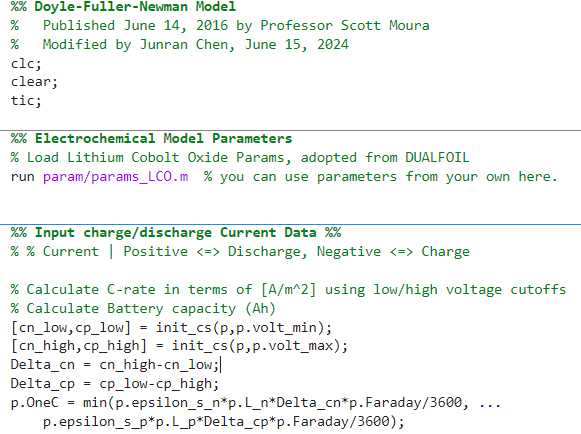 %% Doyle-Fuller-Newman Model
%   Published June 14, 2016 by Professor Scott Moura
%   Modified by Junran Chen, June 15, 2024
clc;
clear;
tic;
%% Electrochemical Model Parameters
% Load Lithium Cobolt Oxide Params, adopted from DUALFOIL
run param/params_LCO.m  % you can use parameters from your own here.
%% Input charge/discharge Current Data %%
% % Current | Positive <=> Discharge, Negative <=> Charge
% Calculate C-rate in terms of [A/m^2] using low/high voltage cutoffs
% Calculate Battery capacity (Ah)
[cn_low,cp_low] = init_cs(p,p.volt_min);
[cn_high,cp_high] = init_cs(p,p.volt_max);
Delta_cn = cn_high-cn_low;
Delta_cp = cp_low-cp_high;
p.OneC = min(p.epsilon_s_n*p.L_n*Delta_cn*p.Faraday/3600, ...
    p.epsilon_s_p*p.L_p*Delta_cp*p.Faraday/3600);